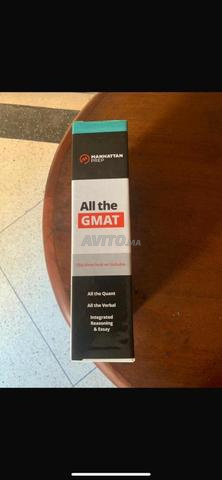 MANHATTAN
PREP
All the
GMAT
AVITO.MA
All the Quant
All the Verbal
Integrated
Reasoning
& Essay